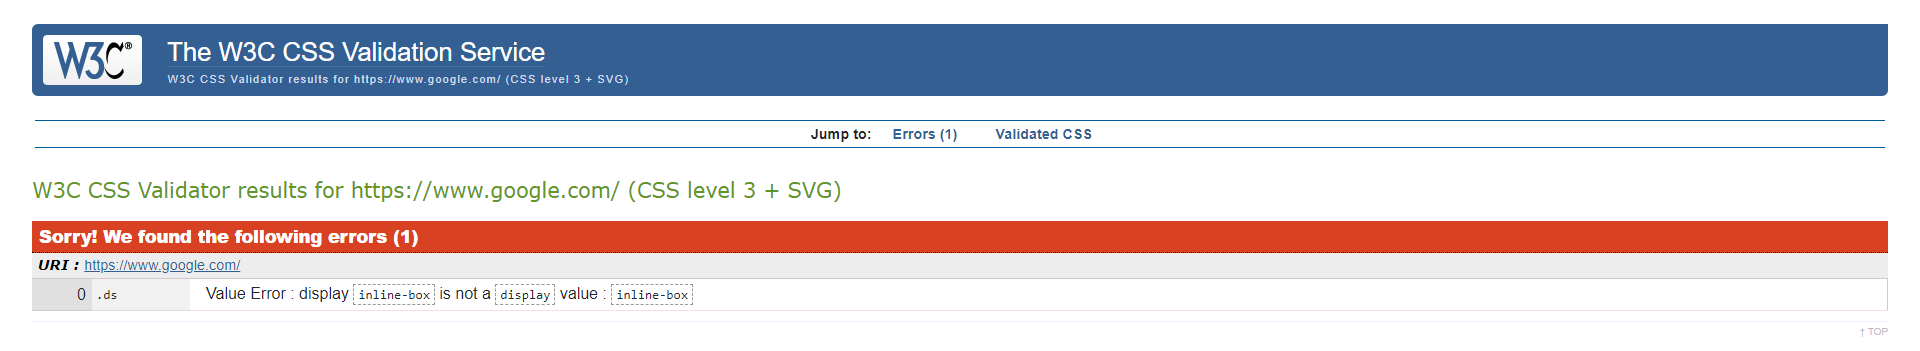 W3C®
The W3C CSS Validation Service
W3C CSS Validator results for https://www.google.com/ (CSS level 3 + SVG)
Jump to: Errors (1) Validated CSS
W3C CSS Validator results for https://www.google.com/ (CSS level 3 + SVG)
Sorry! We found the following errors (1)
URI : https://www.google.com/
0 .ds Value Error : display inline-box is not a display value : inline-box
↑ TOP